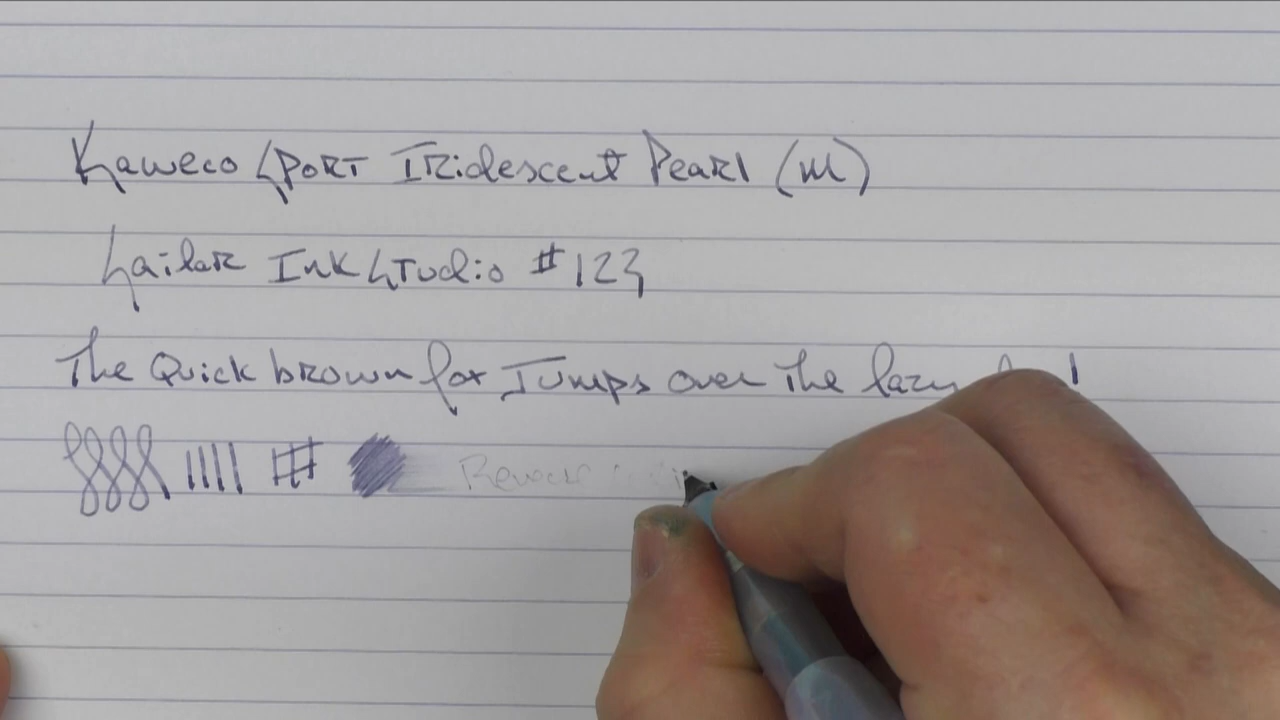 Kaweco Sport Iridescent Pearl (M)
Sailor Ink Studio #123
The Quick brown fox Jumps over The lazy